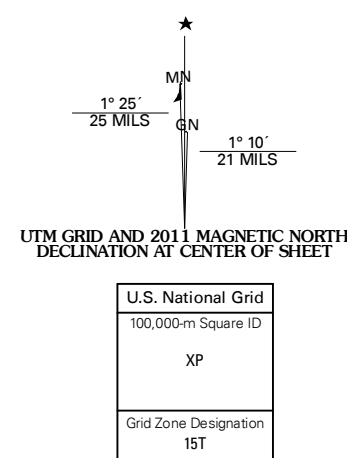 ★
MN
1° 25´
25 MILS
GN
1° 10´
21 MILS
UTM GRID AND 2011 MAGNETIC NORTH
DECLINATION AT CENTER OF SHEET
U.S. National Grid
100,000-m Square ID
XP
Grid Zone Designation
15T